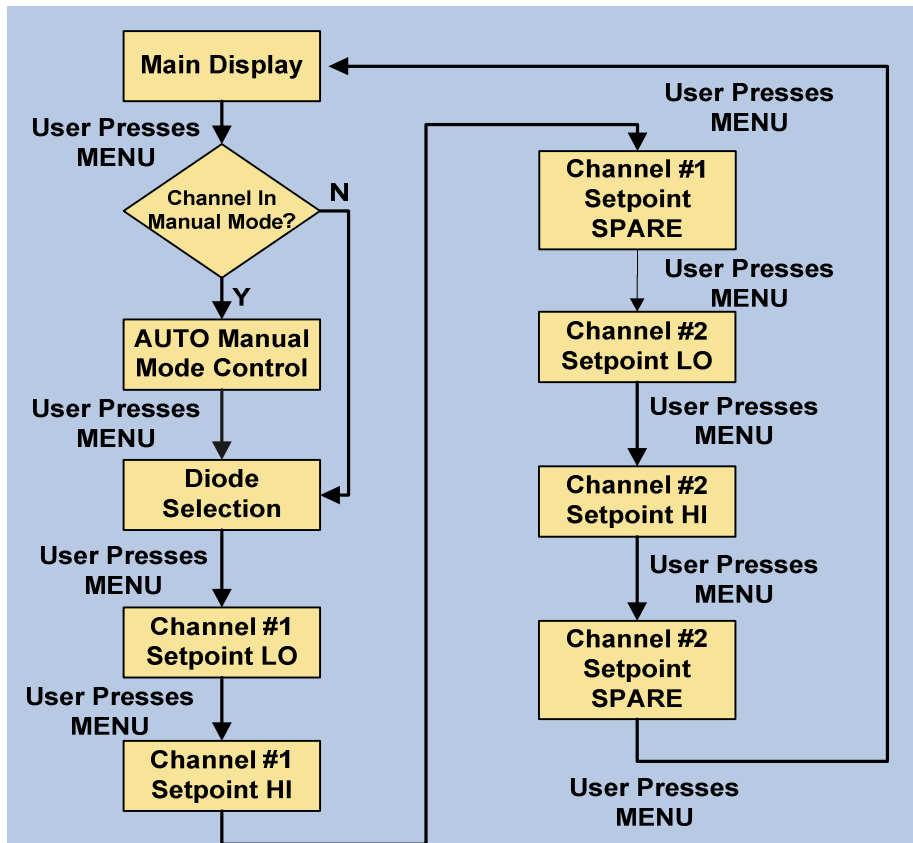 Main Display
User Presses
MENU
Channel In
Manual Mode?
N
Y
AUTO Manual
Mode Control
User Presses
MENU
Diode
Selection
User Presses
MENU
Channel #1
Setpoint LO
User Presses
MENU
Channel #1
Setpoint HI
User Presses
MENU
Channel #1
Setpoint
SPARE
User Presses
MENU
Channel #2
Setpoint LO
User Presses
MENU
Channel #2
Setpoint HI
User Presses
MENU
Channel #2
Setpoint
SPARE
User Presses
MENU